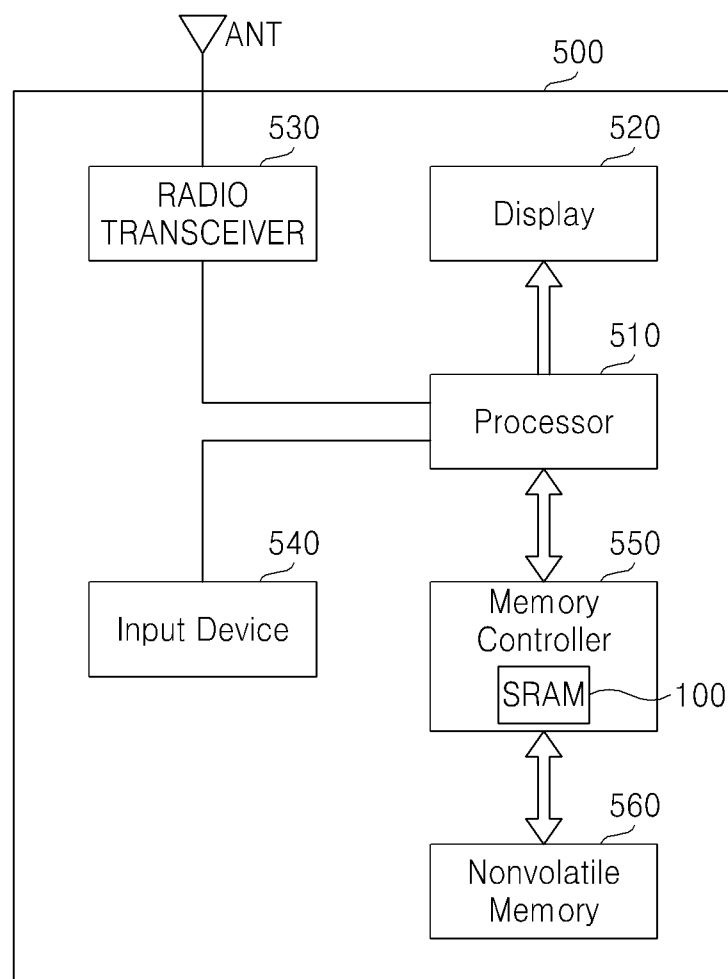 ANT
500
530
520
RADIO
TRANSCEIVER
Display
510
Processor
540
550
Input Device
Memory
Controller
SRAM
100
560
Nonvolatile
Memory